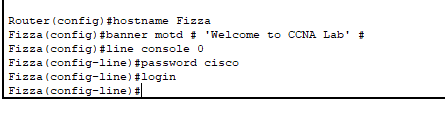 Router(config)#hostname Fizza
Fizza(config)#banner motd # 'Welcome to CCNA Lab' #
Fizza(config)#line console 0
Fizza(config-line)#password cisco
Fizza(config-line)#login
Fizza(config-line)#